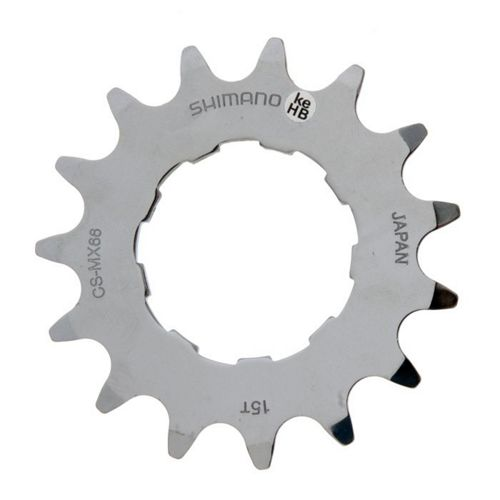 SHIMANO
ke
HB
JAPAN
15T
CS-MX66